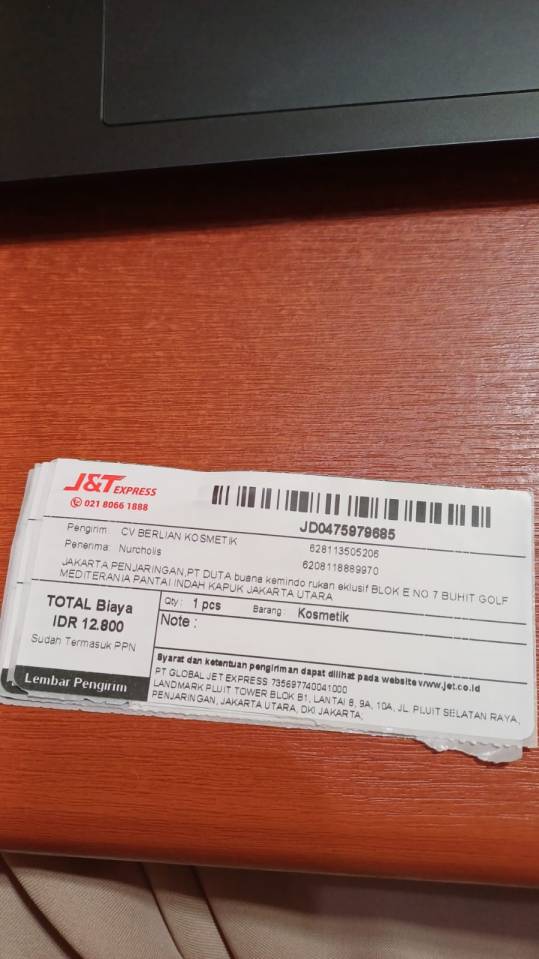 J&T EXPRESS
021 8066 1888
JD0475979685
Pengirim: CV BERLIAN KOSMETIK 628113505206
Penerima: Nurcholis 6208118889970
JAKARTA,PENJARINGAN,PT DUTA buana kemindo rukan eklusif BLOK E NO 7 BUHIT GOLF
MEDITERANIA PANTAI INDAH KAPUK JAKARTA UTARA
TOTAL Biaya
IDR 12.800
Sudah Termasuk PPN
Lembar Pengirim
Qty: 1 pcs Barang: Kosmetik
Note :
Syarat dan ketentuan pengiriman dapat dilihat pada website www.jet.co.id
PT GLOBAL JET EXPRESS 735697740041000
LANDMARK PLUIT TOWER BLOK B1, LANTAI 8, 9A, 10A, JL. PLUIT SELATAN RAYA,
PENJARINGAN, JAKARTA UTARA, DKI JAKARTA,